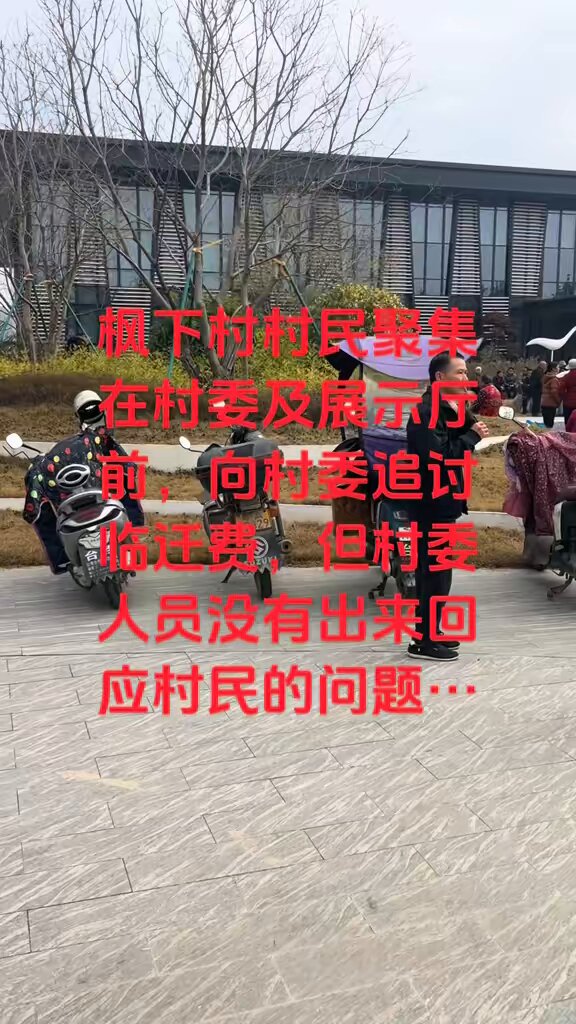 枫下村村民聚集
在村委及展示厅
前，向村委追讨
临迁费，但村委
人员没有出来回
应村民的问题…
台